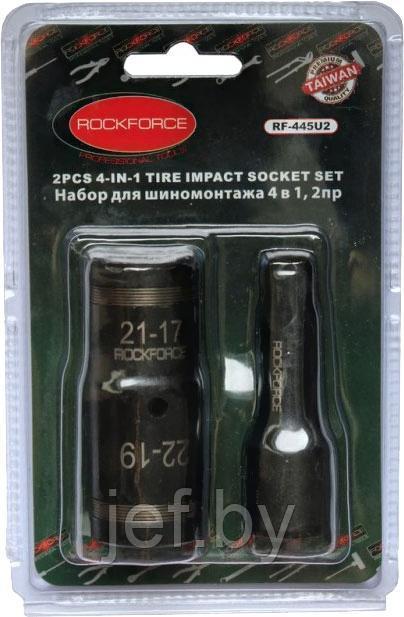 ROCKFORCE
PROFESSIONAL TOOLS
PREMIUM
TAIWAN
QUALITY
RF-445U2
2PCS 4-IN-1 TIRE IMPACT SOCKET SET
Набор для шиномонтажа 4 в 1, 2пр
21-17
ROCKFORCE
22-19
ROCKFORCE
jef.by